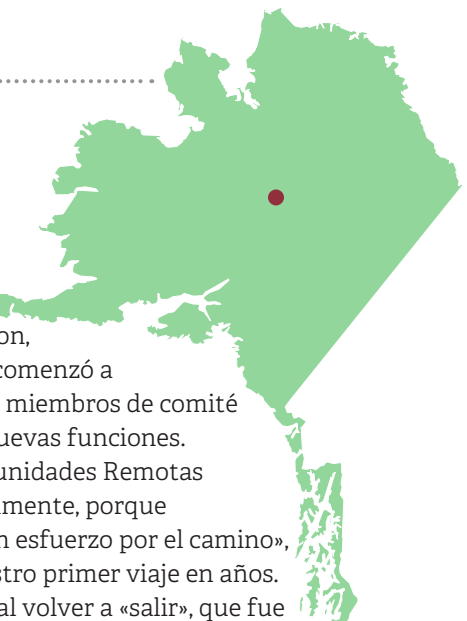 on,
comenzó a
miembros de comité
uevas funciones.
unidades Remotas
mente, porque
n esfuerzo por el camino»,
stro primer viaje en años.
al volver a «salir», que fue